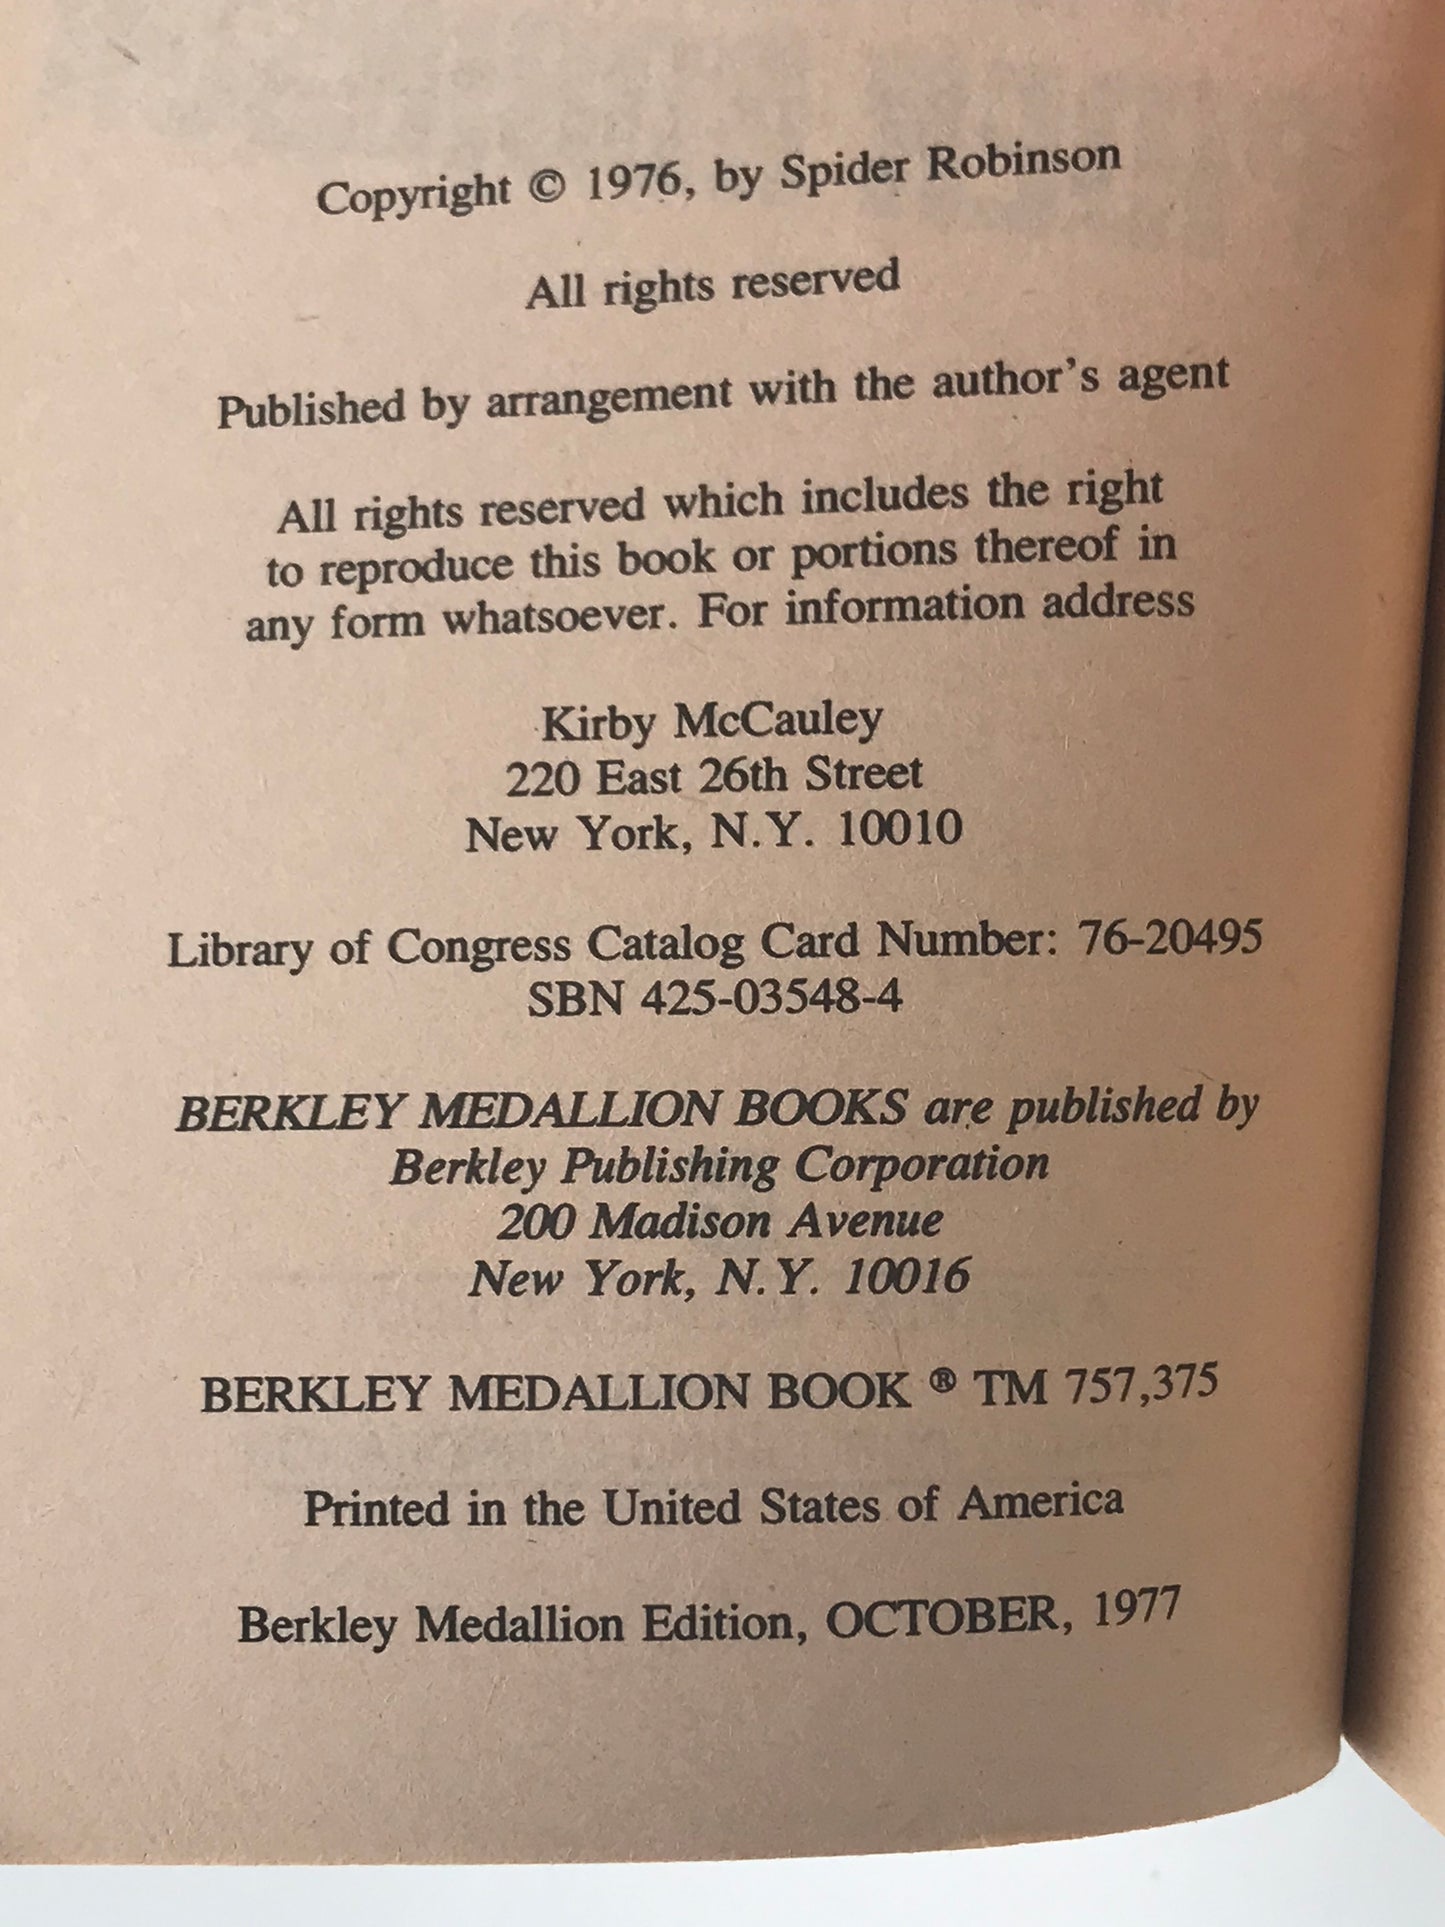 Copyright © 1976, by Spider Robinson
All rights reserved
Published by arrangement with the author's agent
All rights reserved which includes the right
to reproduce this book or portions thereof in
any form whatsoever. For information address
Kirby McCauley
220 East 26th Street
New York, N.Y. 10010
Library of Congress Catalog Card Number: 76-20495
SBN 425-03548-4
BERKLEY MEDALLION BOOKS are published by
Berkley Publishing Corporation
200 Madison Avenue
New York, N.Y. 10016
BERKLEY MEDALLION BOOK ® TM 757,375
Printed in the United States of America
Berkley Medallion Edition, OCTOBER, 1977